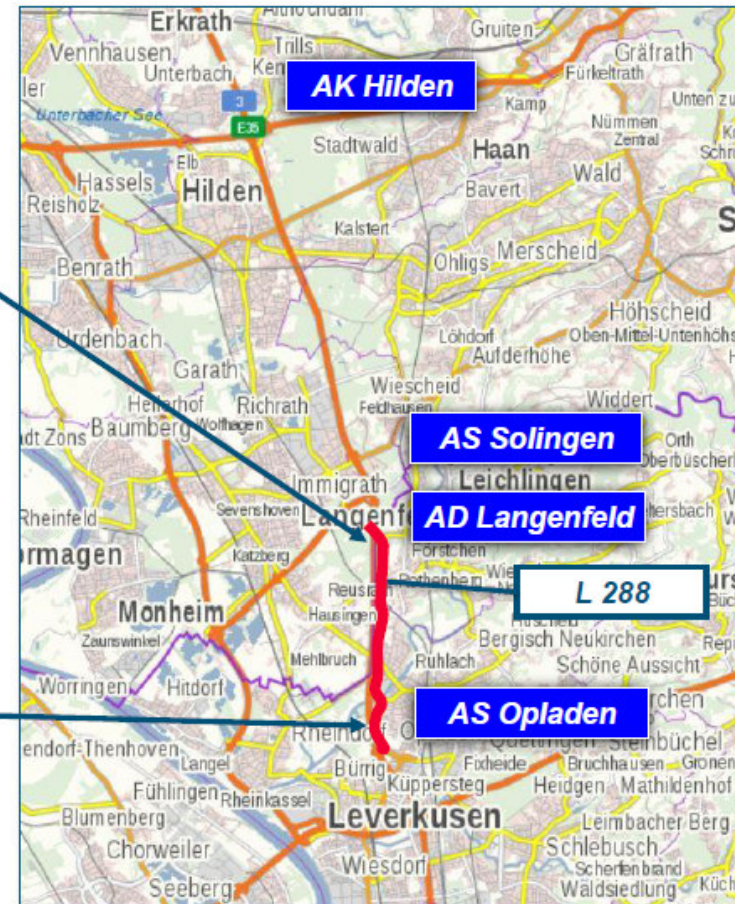 Erkrath
Gruiten
Trills
Gräfrath
Vennhausen
Unterbach
Fürkeltrath
3
AK Hilden
Kamp
Unterbacher See
E35
Nümmen
Zentral
Stadtwald
Haan
Elb
Wald
Hassels
Hilden
Bavert
Reisholz
Kalstert
Merscheid
Benrath
Ohligs
Höhscheid
Löhdorf
Urdenbach
Aufderhöhe
Garath
Wiescheid
Hellerhof
Richrath
Feldhausen
Widdert
Baumberg
Wolfhagen
AS Solingen
Orth
Immigrath
Leichlingen
Rheinfeld
Sevenshoven
AD Langenfeld
Förstchen
Katzberg
L 288
Monheim
Hausingen
Bergisch Neukirchen
Zaunswinkel
Mehlbruch
Ruhlach
Schöne Aussicht
Worringen
Hitdorf
AS Opladen
Steinbüchel
Langel
Bürrig
Fixheide
Bruchhausen
Fühlingen
Rheinkassel
Küppersteg
Heidgen
Mathildenhof
Blumenberg
Leverkusen
Leimbacher Berg
Chorweiler
Schlebusch
Wiesdorf
Scherfenbrand
Seeberg
Waldsiedlung